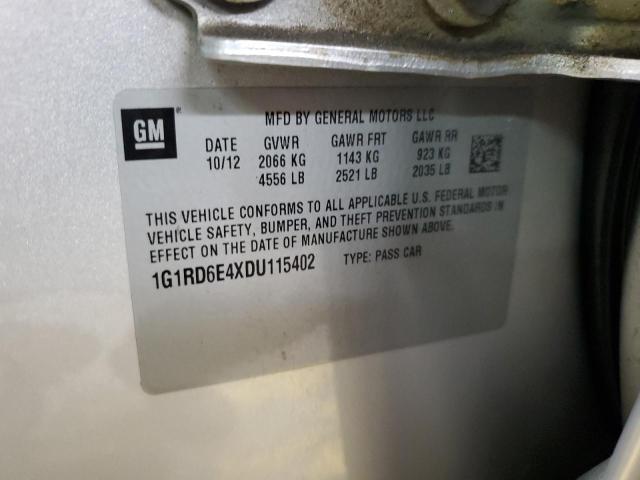 GM
MFD BY GENERAL MOTORS LLC
DATE GVWR GAWR FRT GAWR RR
10/12 2066 KG 1143 KG 923 KG
4556 LB 2521 LB 2035 LB
THIS VEHICLE CONFORMS TO ALL APPLICABLE U.S. FEDERAL MOTOR
VEHICLE SAFETY, BUMPER, AND THEFT PREVENTION STANDARDS IN
EFFECT ON THE DATE OF MANUFACTURE SHOWN ABOVE.
1G1RD6E4XDU115402 TYPE: PASS CAR